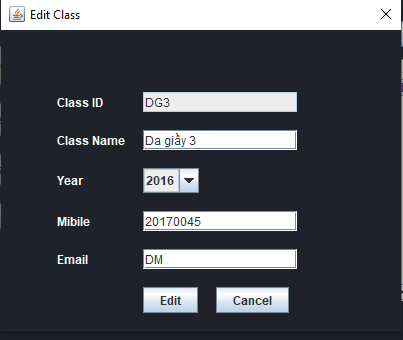 Edit Class
Class ID DG3
Class Name Da giầy 3
Year 2016
Mibile 20170045
Email DM
Edit Cancel